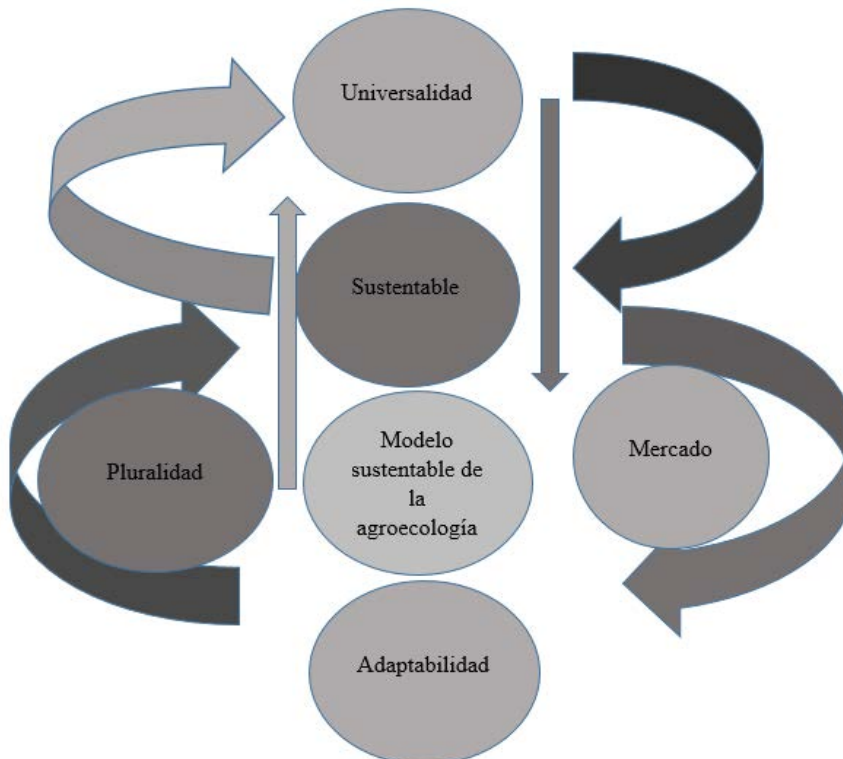 Universalidad
Sustentable
Pluralidad
Modelo
sustentable de
la
agroecología
Mercado
Adaptabilidad